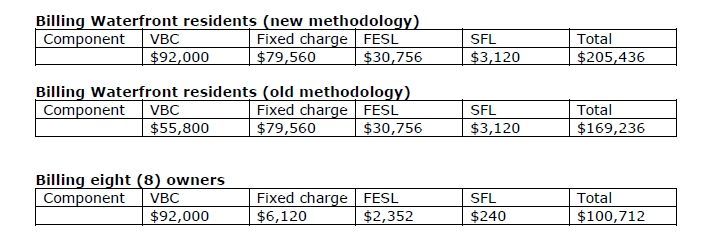 Billing Waterfront residents (new methodology)
Component VBC Fixed charge FESL SFL Total
$92,000 $79,560 $30,756 $3,120 $205,436
Billing Waterfront residents (old methodology)
Component VBC Fixed charge FESL SFL Total
$55,800 $79,560 $30,756 $3,120 $169,236
Billing eight (8) owners
Component VBC Fixed charge FESL SFL Total
$92,000 $6,120 $2,352 $240 $100,712